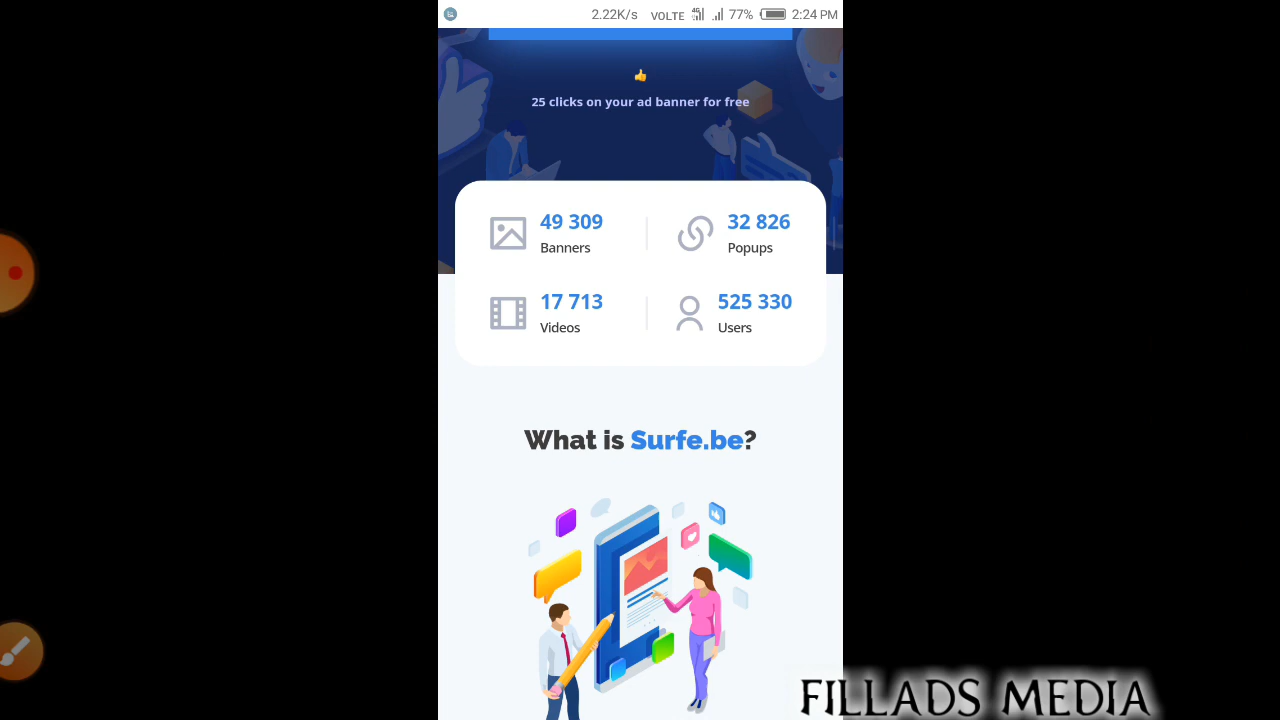 2.22K/s VOLTE 4G 77% 2:24 PM
25 clicks on your ad banner for free
49 309
Banners
32 826
Popups
17 713
Videos
525 330
Users
What is Surfe.be?
FILLADS MEDIA